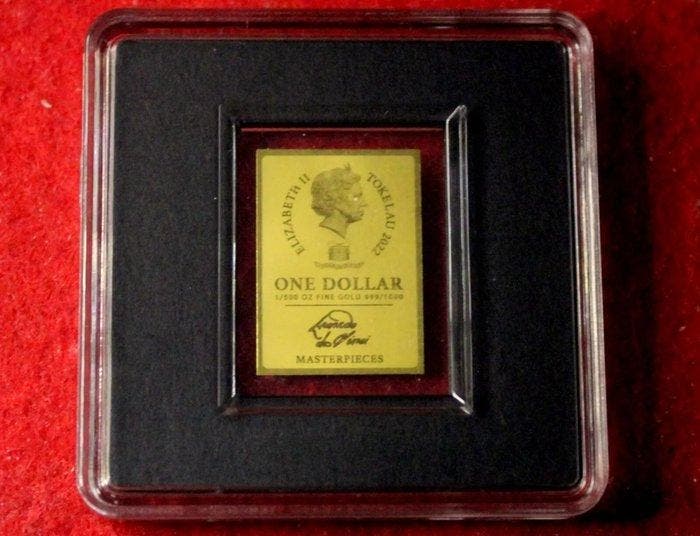 ELIZABETH II TOKELAU 2022
ONE DOLLAR
1/500 OZ FINE GOLD 999/1000
Leonardo
da Vinci
MASTERPIECES